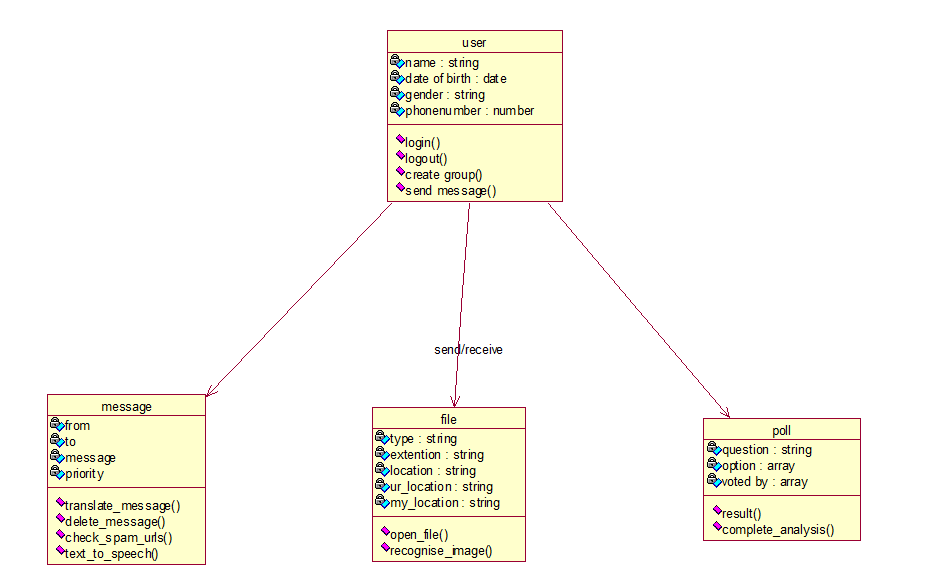 user
name : string
date of birth : date
gender : string
phonenumber : number
login()
logout()
create group()
send message()
send/receive
message
from
to
message
priority
translate_message()
delete_message()
check_spam_urls()
text_to_speech()
file
type : string
extention : string
location : string
ur_location : string
my_location : string
open_file()
recognise_image()
poll
question : string
option : array
voted by : array
result()
complete_analysis()